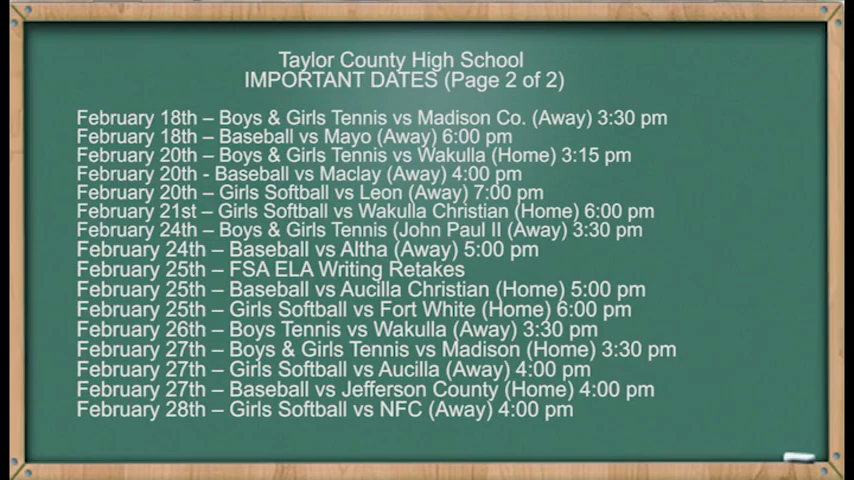 Taylor County High School
IMPORTANT DATES (Page 2 of 2)
February 18th – Boys & Girls Tennis vs Madison Co. (Away) 3:30 pm
February 18th – Baseball vs Mayo (Away) 6:00 pm
February 20th – Boys & Girls Tennis vs Wakulla (Home) 3:15 pm
February 20th - Baseball vs Maclay (Away) 4:00 pm
February 20th – Girls Softball vs Leon (Away) 7:00 pm
February 21st – Girls Softball vs Wakulla Christian (Home) 6:00 pm
February 24th – Boys & Girls Tennis (John Paul II (Away) 3:30 pm
February 24th – Baseball vs Altha (Away) 5:00 pm
February 25th – FSA ELA Writing Retakes
February 25th – Baseball vs Aucilla Christian (Home) 5:00 pm
February 25th – Girls Softball vs Fort White (Home) 6:00 pm
February 26th – Boys Tennis vs Wakulla (Away) 3:30 pm
February 27th – Boys & Girls Tennis vs Madison (Home) 3:30 pm
February 27th – Girls Softball vs Aucilla (Away) 4:00 pm
February 27th – Baseball vs Jefferson County (Home) 4:00 pm
February 28th – Girls Softball vs NFC (Away) 4:00 pm